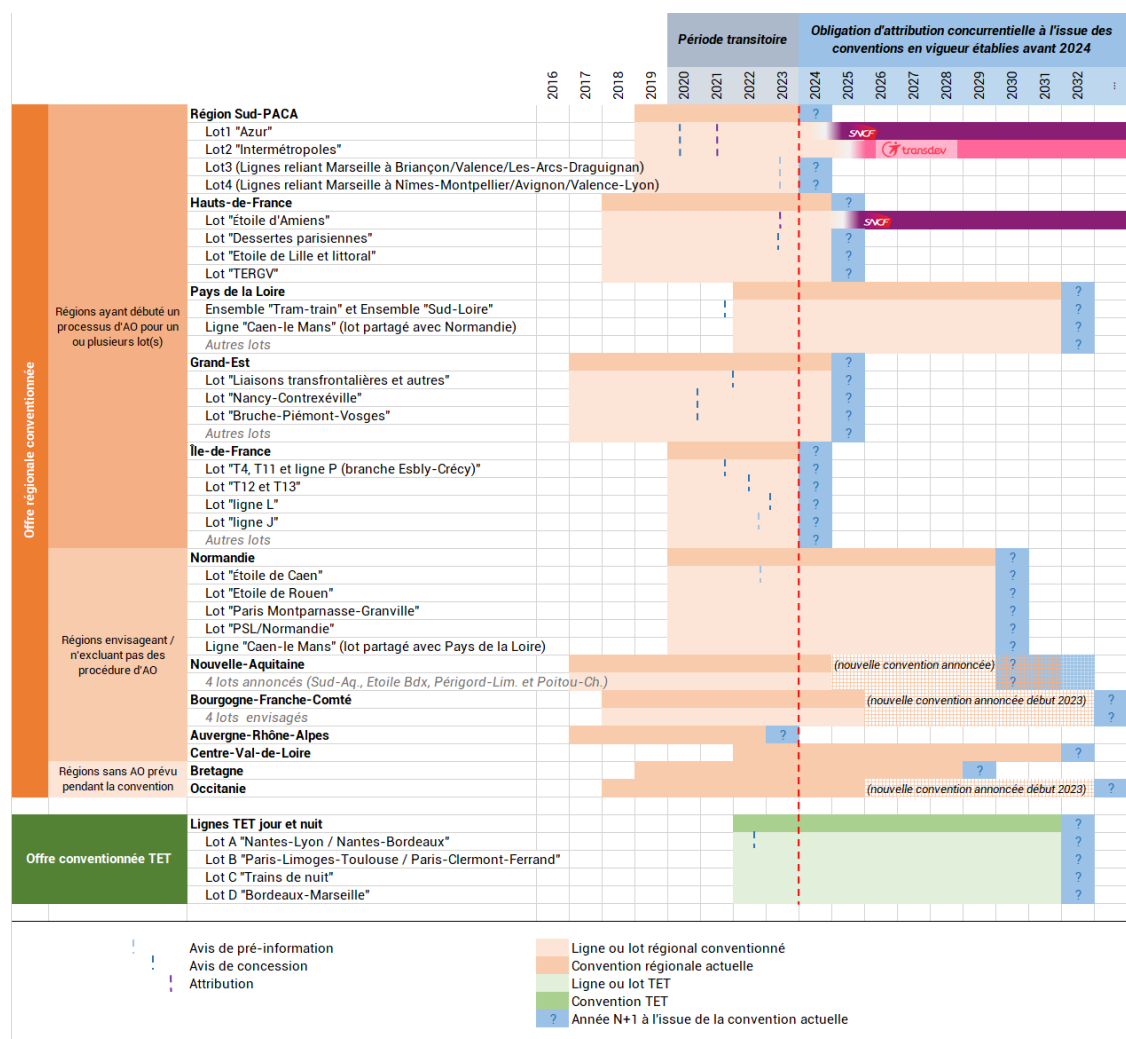 Période transitoire
Obligation d'attribution concurrentielle à l'issue des
conventions en vigueur établies avant 2024
2016 2017 2018 2019 2020 2021 2022 2023 2024 2025 2026 2027 2028 2029 2030 2031 2032 ...
Offre régionale conventionnée
Régions ayant débuté un
processus d'AO pour un
ou plusieurs lot(s)
Région Sud-PACA ?
Lot1 "Azur" SNCF
Lot2 "Intermétropoles" transdev
Lot3 (Lignes reliant Marseille à Briançon/Valence/Les-Arcs-Draguignan) ?
Lot4 (Lignes reliant Marseille à Nîmes-Montpellier/Avignon/Valence-Lyon) ?
Hauts-de-France ?
Lot "Étoile d'Amiens" SNCF
Lot "Dessertes parisiennes" ?
Lot "Etoile de Lille et littoral" ?
Lot "TERGV" ?
Pays de la Loire ?
Ensemble "Tram-train" et Ensemble "Sud-Loire" ?
Ligne "Caen-le Mans" (lot partagé avec Normandie) ?
Autres lots ?
Grand-Est ?
Lot "Liaisons transfrontalières et autres" ?
Lot "Nancy-Contrexéville" ?
Lot "Bruche-Piémont-Vosges" ?
Autres lots ?
Île-de-France ?
Lot "T4, T11 et ligne P (branche Esbly-Crécy)" ?
Lot "T12 et T13" ?
Lot "ligne L" ?
Lot "ligne J" ?
Autres lots ?
Régions envisageant /
n'excluant pas des
procédure d'AO
Normandie ?
Lot "Étoile de Caen" ?
Lot "Etoile de Rouen" ?
Lot "Paris Montparnasse-Granville" ?
Lot "PSL/Normandie" ?
Ligne "Caen-le Mans" (lot partagé avec Pays de la Loire) ?
Nouvelle-Aquitaine (nouvelle convention annoncée) ?
4 lots annoncés (Sud-Aq., Etoile Bdx, Périgord-Lim. et Poitou-Ch.) ?
Bourgogne-Franche-Comté (nouvelle convention annoncée début 2023) ?
4 lots envisagés ?
Auvergne-Rhône-Alpes ?
Centre-Val-de-Loire ?
Régions sans AO prévu
pendant la convention
Bretagne ?
Occitanie (nouvelle convention annoncée début 2023) ?
Offre conventionnée TET
Lignes TET jour et nuit ?
Lot A "Nantes-Lyon / Nantes-Bordeaux" ?
Lot B "Paris-Limoges-Toulouse / Paris-Clermont-Ferrand" ?
Lot C "Trains de nuit" ?
Lot D "Bordeaux-Marseille" ?
Avis de pré-information
Avis de concession
Attribution
Ligne ou lot régional conventionné
Convention régionale actuelle
Ligne ou lot TET
Convention TET
? Année N+1 à l'issue de la convention actuelle